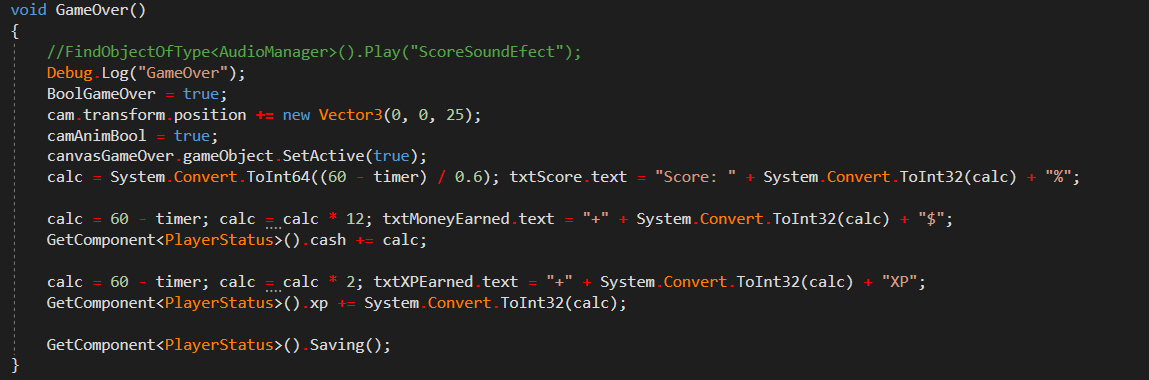 void GameOver()
{
//FindObjectOfType<AudioManager>().Play("ScoreSoundEfect");
Debug.Log("GameOver");
BoolGameOver = true;
cam.transform.position += new Vector3(0, 0, 25);
camAnimBool = true;
canvasGameOver.gameObject.SetActive(true);
calc = System.Convert.ToInt64((60 - timer) / 0.6); txtScore.text = "Score: " + System.Convert.ToInt32(calc) + "%";
calc = 60 - timer; calc = calc * 12; txtMoneyEarned.text = "+" + System.Convert.ToInt32(calc) + "$";
GetComponent<PlayerStatus>().cash += calc;
calc = 60 - timer; calc = calc * 2; txtXPEarned.text = "+" + System.Convert.ToInt32(calc) + "XP";
GetComponent<PlayerStatus>().xp += System.Convert.ToInt32(calc);
GetComponent<PlayerStatus>().Saving();
}